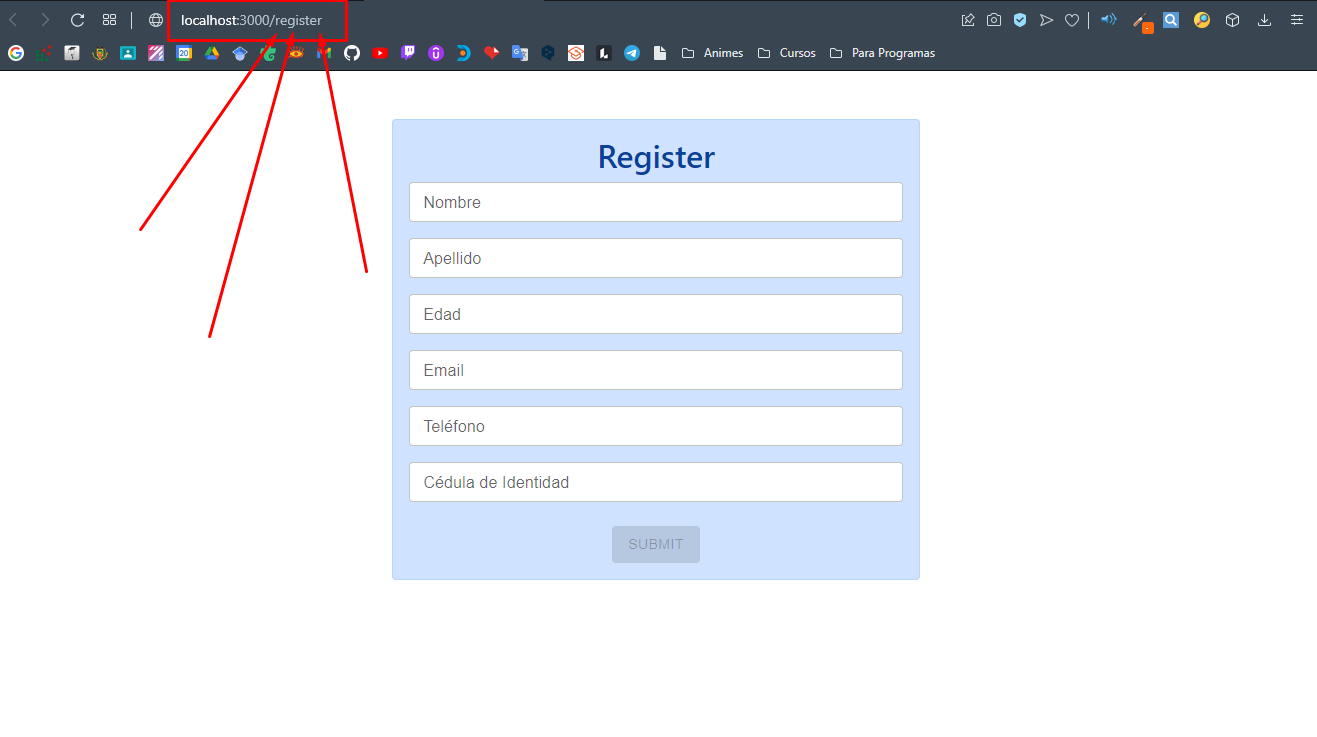 localhost:3000/register
Animes Cursos Para Programas
Register
Nombre
Apellido
Edad
Email
Teléfono
Cédula de Identidad
SUBMIT